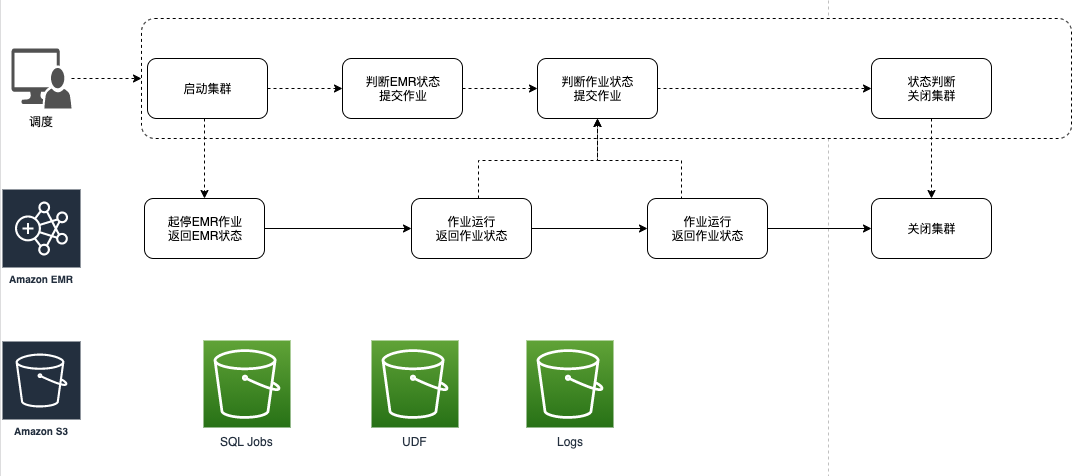 启动集群
判断EMR状态
提交作业
判断作业状态
提交作业
状态判断
关闭集群
调度
起停EMR作业
返回EMR状态
作业运行
返回作业状态
作业运行
返回作业状态
关闭集群
Amazon EMR
Amazon S3
SQL Jobs
UDF
Logs